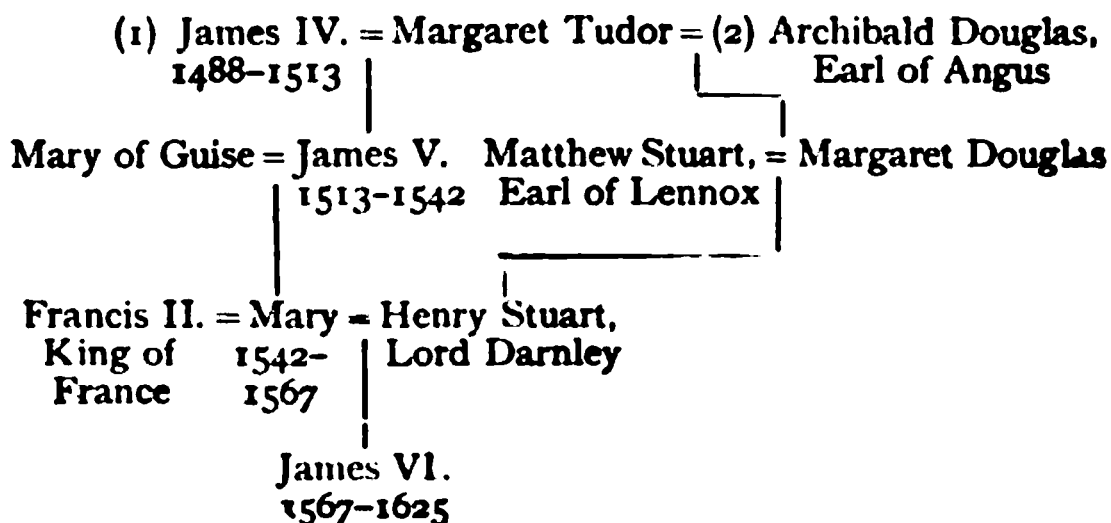 (1) James IV. = Margaret Tudor = (2) Archibald Douglas,
1488–1513 Earl of Angus
Mary of Guise = James V. Matthew Stuart, = Margaret Douglas
1513–1542 Earl of Lennox
Francis II. = Mary = Henry Stuart,
King of 1542– Lord Darnley
France 1567
James VI.
1567–1625